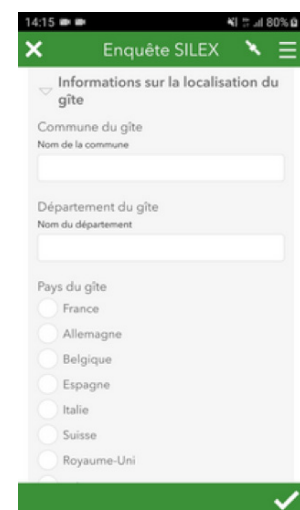 14:15 80%
Enquête SILEX
Informations sur la localisation du
gîte
Commune du gîte
Nom de la commune
Département du gîte
Nom du département
Pays du gîte
France
Allemagne
Belgique
Espagne
Italie
Suisse
Royaume-Uni